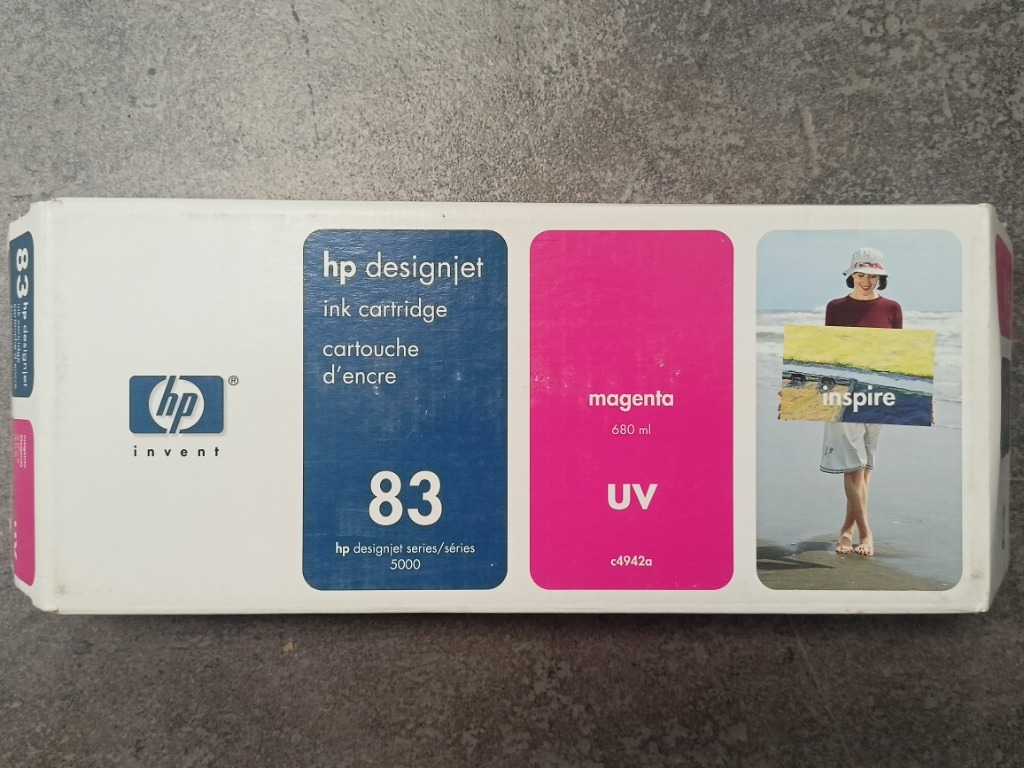 83 hp designjet
hp
®
invent
hp designjet
ink cartridge
cartouche
d'encre
83
hp designjet series/séries
5000
magenta
680 ml
UV
c4942a
inspire